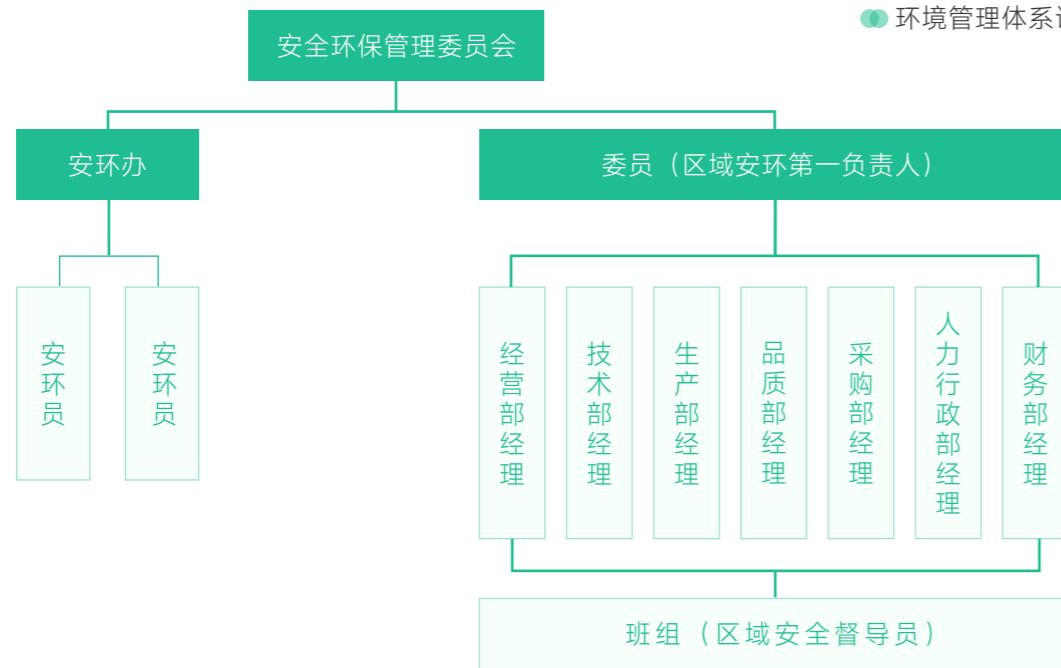 环境管理体系
安全环保管理委员会
安环办
委员（区域安环第一负责人）
安环员
安环员
经营部经理
技术部经理
生产部经理
品质部经理
采购部经理
人力行政部经理
财务部经理
班组（区域安全督导员）